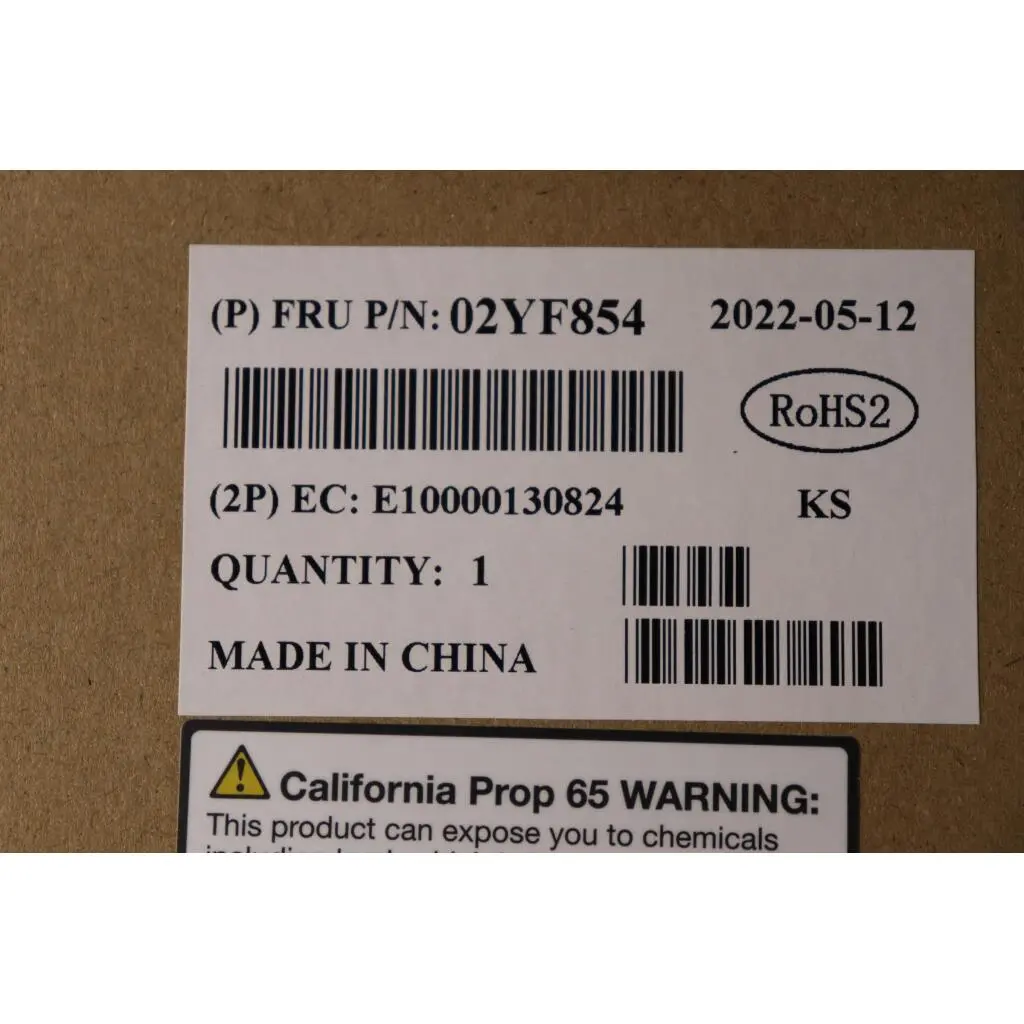 (P) FRU P/N: 02YF854 2022-05-12
RoHS2
(2P) EC: E10000130824 KS
QUANTITY: 1
MADE IN CHINA
California Prop 65 WARNING:
This product can expose you to chemicals